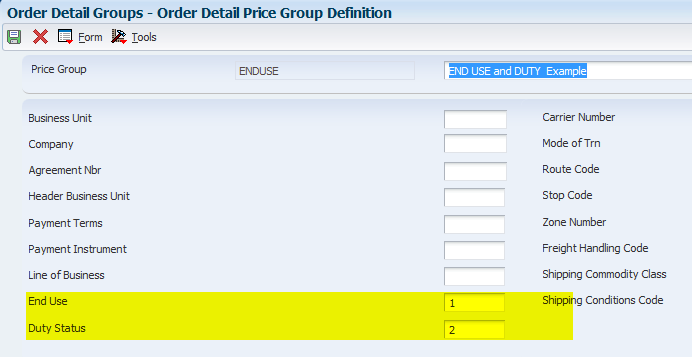 Order Detail Groups - Order Detail Price Group Definition
Form Tools
Price Group ENDUSE END USE and DUTY Example
Business Unit Carrier Number
Company Mode of Trn
Agreement Nbr Route Code
Header Business Unit Stop Code
Payment Terms Zone Number
Payment Instrument Freight Handling Code
Line of Business Shipping Commodity Class
End Use 1 Shipping Conditions Code
Duty Status 2